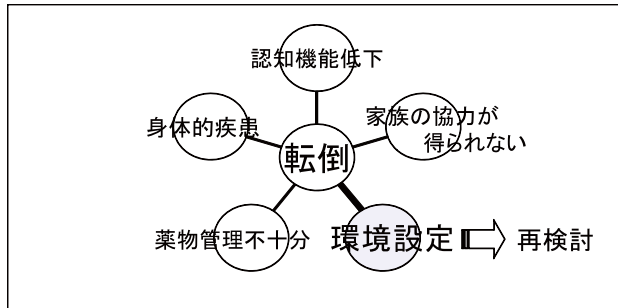 認知機能低下
身体的疾患
家族の協力が
得られない
転倒
薬物管理不十分
環境設定
再検討